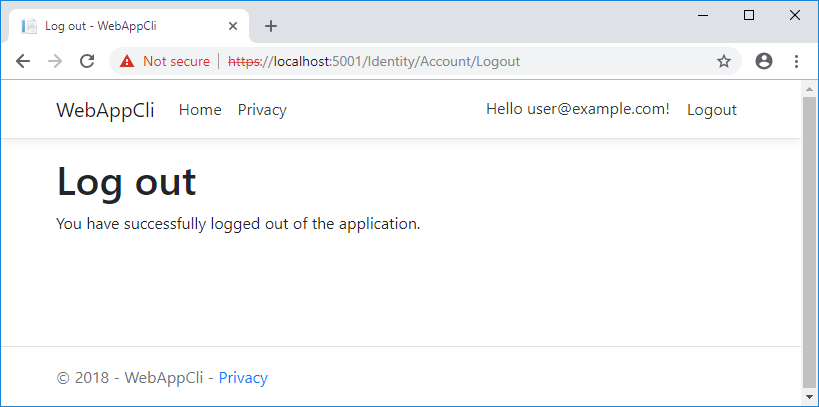 Log out - WebAppCli
Not secure | https://localhost:5001/Identity/Account/Logout
WebAppCli Home Privacy Hello user@example.com! Logout
Log out
You have successfully logged out of the application.
© 2018 - WebAppCli - Privacy